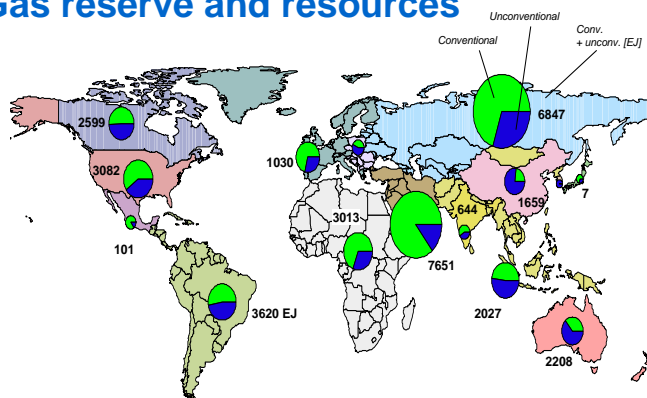 Gas reserve and resources
Unconventional
Conventional
Conv.
+ unconv. [EJ]
2599
6847
1030
3082
3013
644
1659
7
101
7651
3620 EJ
2027
2208